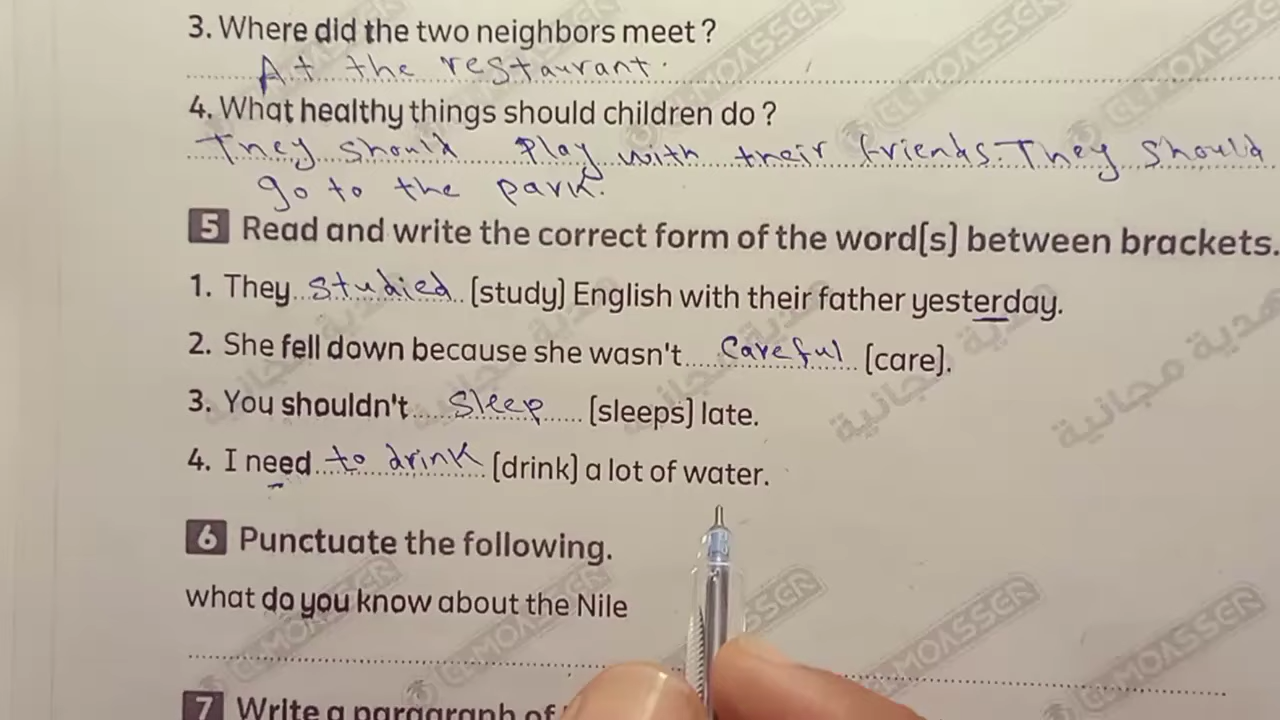 3. Where did the two neighbors meet ?
At the restaurant.
4. What healthy things should children do ?
They should play with their friends. They should
go to the park.
5 Read and write the correct form of the word(s) between brackets.
1. They studied (study) English with their father yesterday.
2. She fell down because she wasn't careful (care).
3. You shouldn't sleep (sleeps) late.
4. I need to drink (drink) a lot of water.
6 Punctuate the following.
what do you know about the Nile
7 Write a paragraph of
EL MOASSER
هدية مجانية